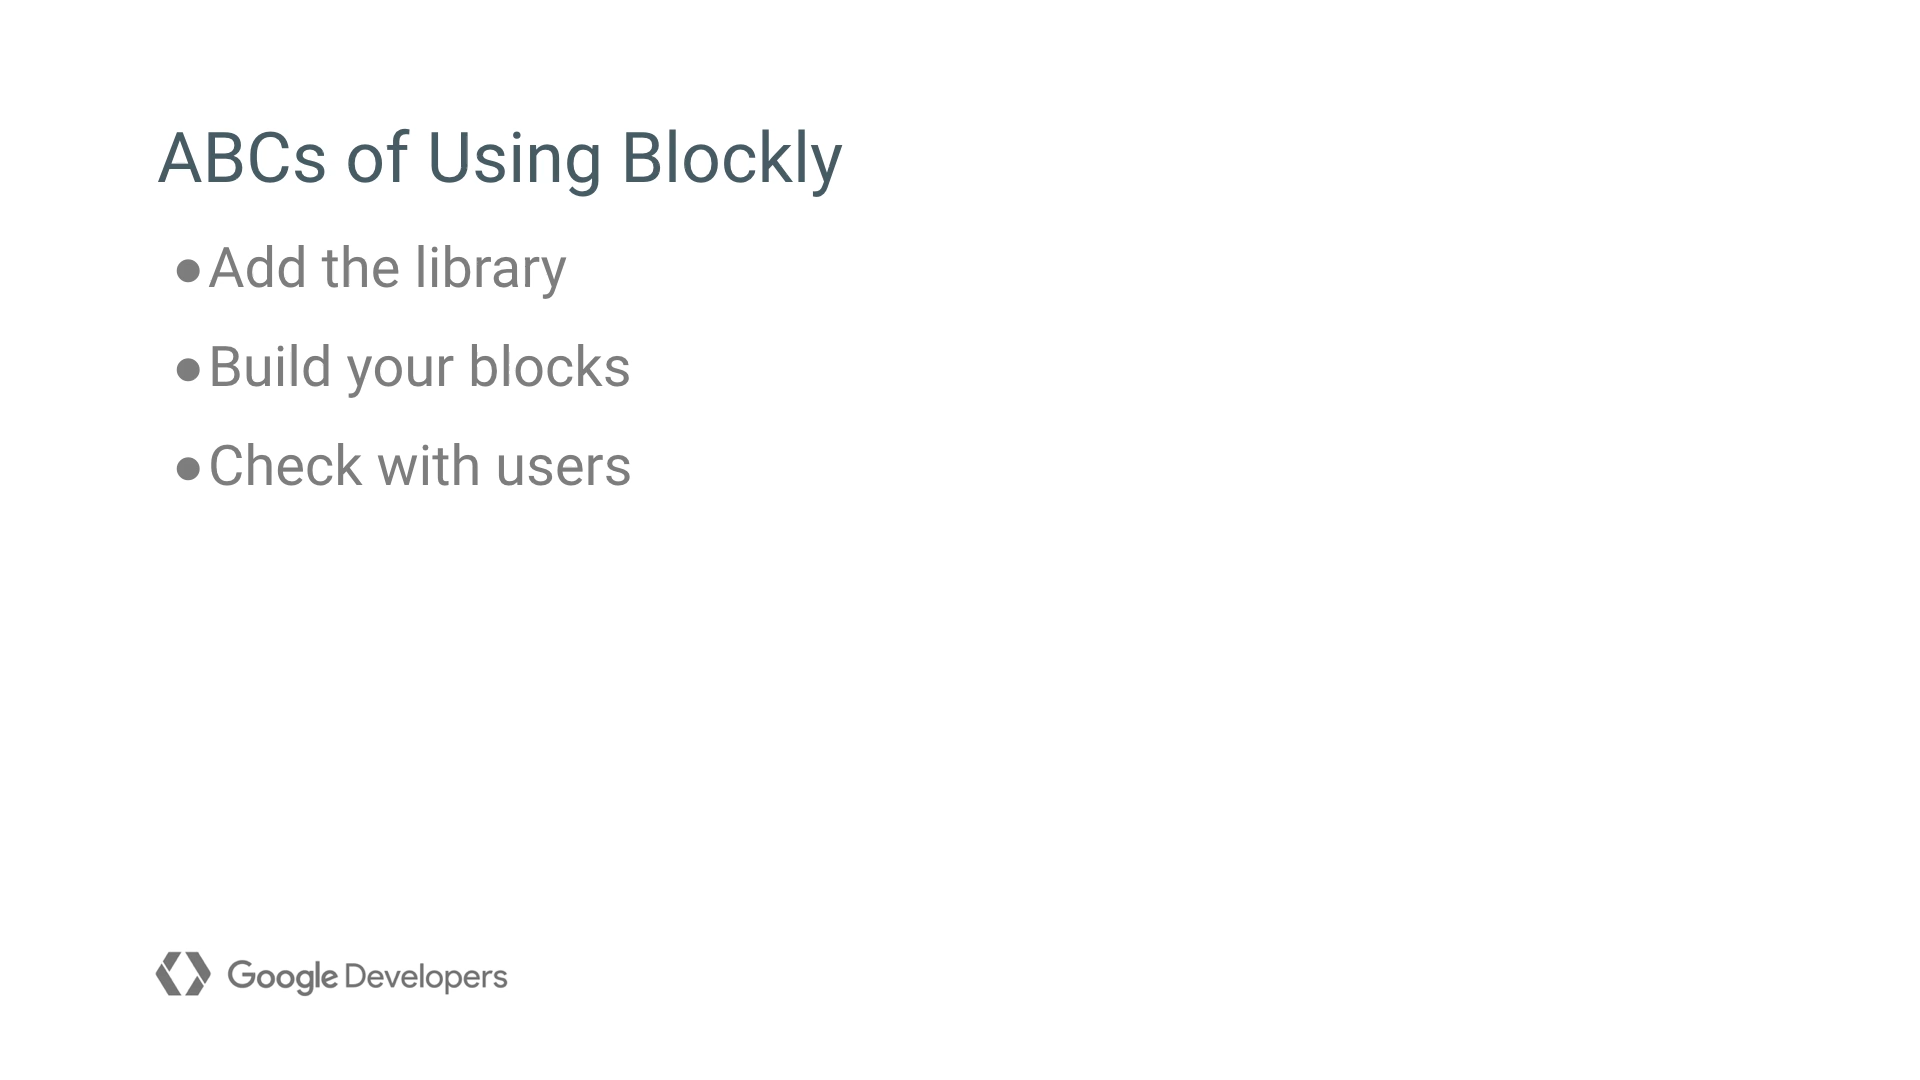 ABCs of Using Blockly
●Add the library
●Build your blocks
●Check with users
Google Developers